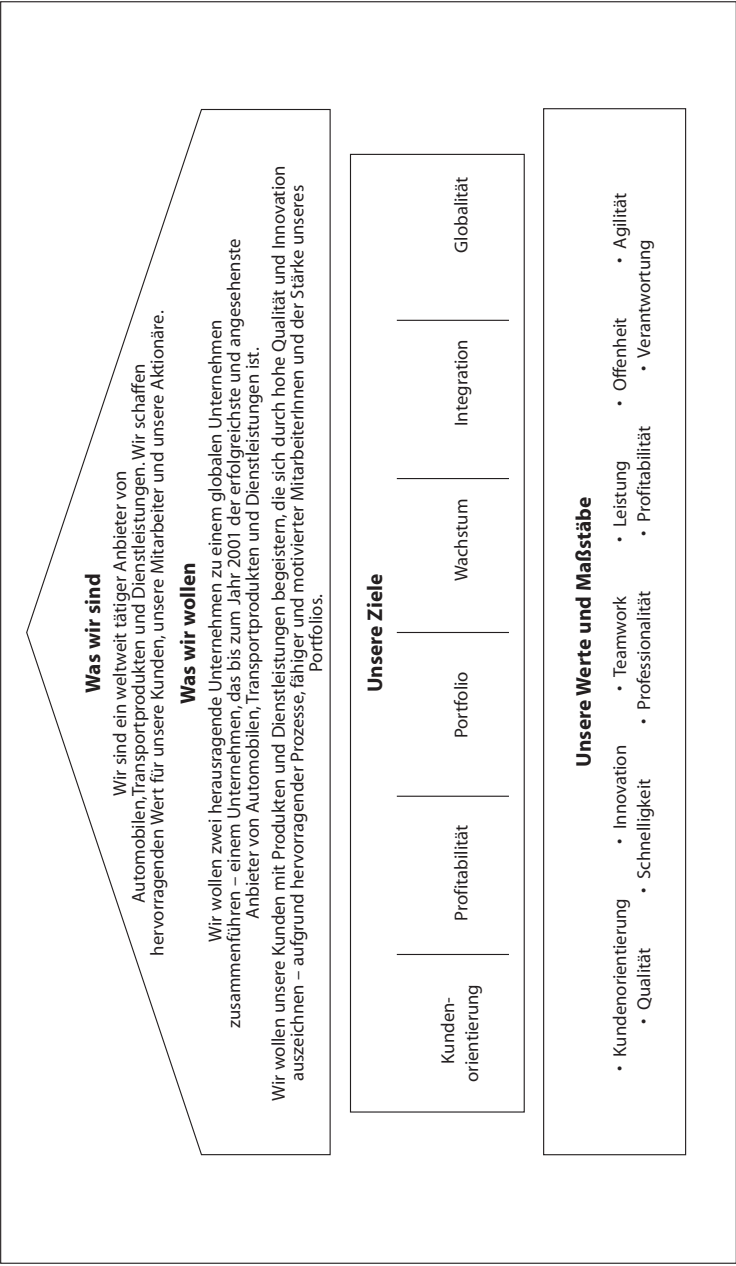 Was wir sind
Wir sind ein weltweit tätiger Anbieter von
Automobilen,Transportprodukten und Dienstleistungen. Wir schaffen
hervorragenden Wert für unsere Kunden, unsere Mitarbeiter und unsere Aktionäre.
Was wir wollen
Wir wollen zwei herausragende Unternehmen zu einem globalen Unternehmen
zusammenführen – einem Unternehmen, das bis zum Jahr 2001 der erfolgreichste und angesehenste
Anbieter von Automobilen, Transportprodukten und Dienstleistungen ist.
Wir wollen unsere Kunden mit Produkten und Dienstleistungen begeistern, die sich durch hohe Qualität und Innovation
auszeichnen – aufgrund hervorragender Prozesse, fähiger und motivierter MitarbeiterInnen und der Stärke unseres
Portfolios.
Unsere Ziele
Kunden-
orientierung
Profitabilität
Portfolio
Wachstum
Integration
Globalität
Unsere Werte und Maßstäbe
• Kundenorientierung • Innovation • Teamwork • Leistung • Offenheit • Agilität
• Qualität • Schnelligkeit • Professionalität • Profitabilität • Verantwortung